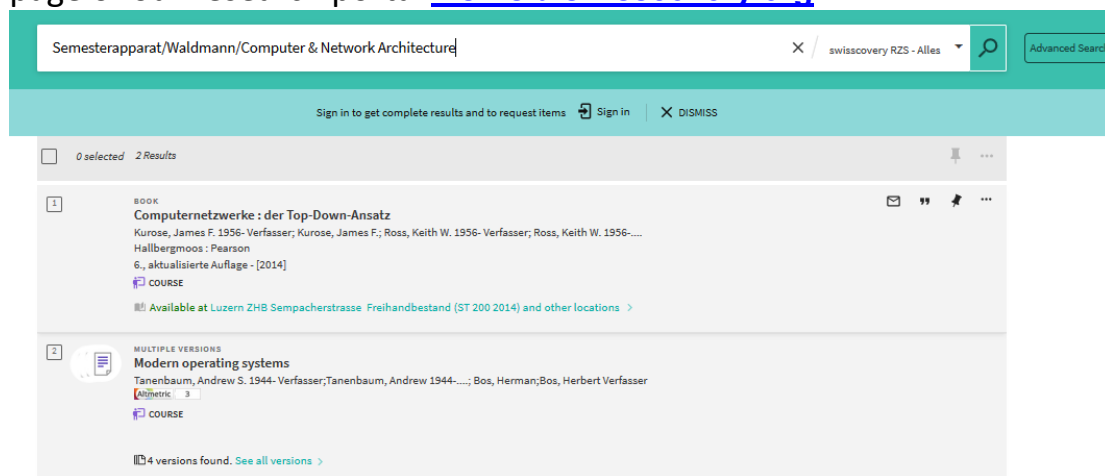 Semesterapparat/Waldmann/Computer & Network Architecture
swisscovery RZS - Alles
Advanced Search
Sign in to get complete results and to request items Sign in DISMISS
0 selected 2 Results
1
BOOK
Computernetzwerke : der Top-Down-Ansatz
Kurose, James F. 1956- Verfasser; Kurose, James F.; Ross, Keith W. 1956- Verfasser; Ross, Keith W. 1956-....
Hallbergmoos : Pearson
6., aktualisierte Auflage - [2014]
COURSE
Available at Luzern ZHB Sempacherstrasse Freihandbestand (ST 200 2014) and other locations >
2
MULTIPLE VERSIONS
Modern operating systems
Tanenbaum, Andrew S. 1944- Verfasser;Tanenbaum, Andrew 1944-....; Bos, Herman;Bos, Herbert Verfasser
Altmetric 3
COURSE
4 versions found. See all versions >